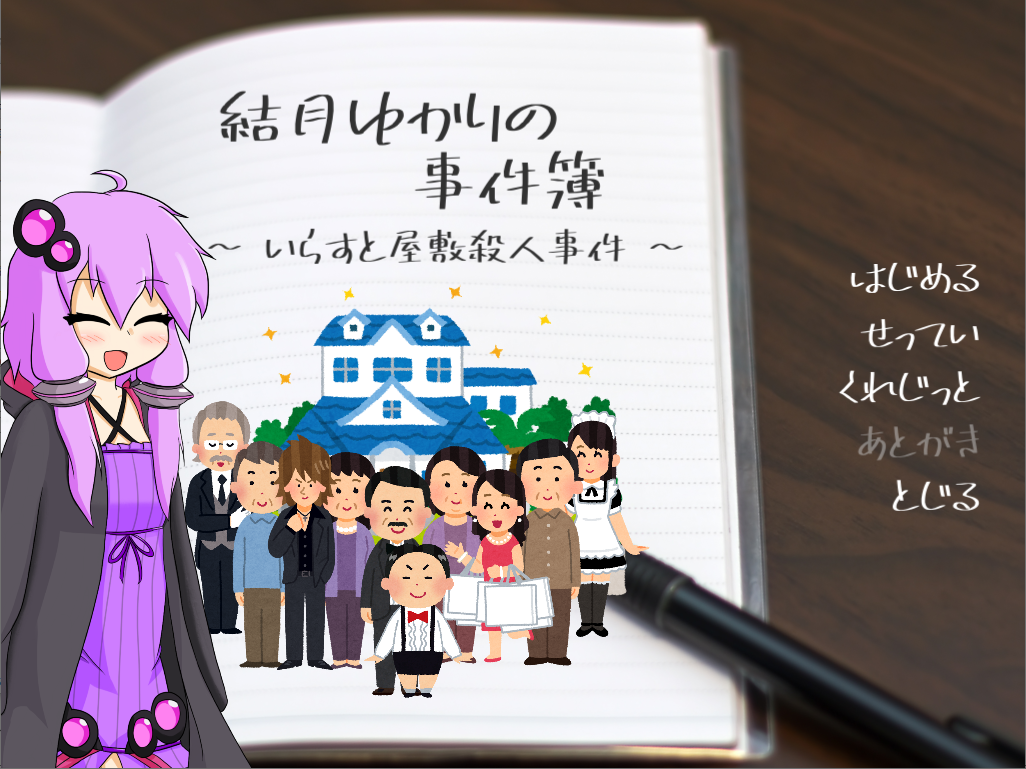 結月ゆかりの
事件簿
～ いらすと屋敷殺人事件 ～
はじめる
せってい
くれじっと
あとがき
とじる